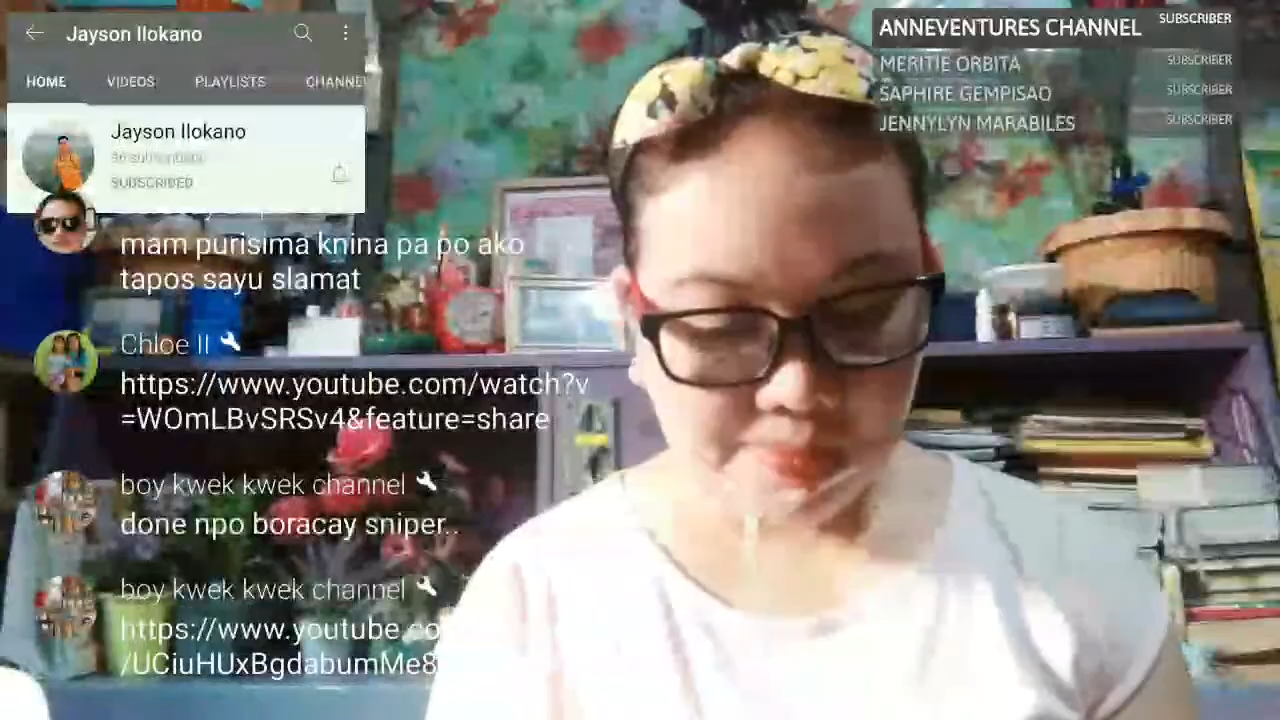 Jayson Ilokano
HOME VIDEOS PLAYLISTS CHANNEL
Jayson Ilokano
SUBSCRIBED
mam purisima knina pa po ako
tapos sayu slamat
Chloe II
https://www.youtube.com/watch?v
=WOmLBvSRSv4&feature=share
boy kwek kwek channel
done npo boracay sniper..
boy kwek kwek channel
https://www.youtube.co
/UCiuHUxBgdabumMe8
ANNEVENTURES CHANNEL SUBSCRIBER
MERITIE ORBITA SUBSCRIBER
SAPHIRE GEMPISAO SUBSCRIBER
JENNYLYN MARABILES SUBSCRIBER